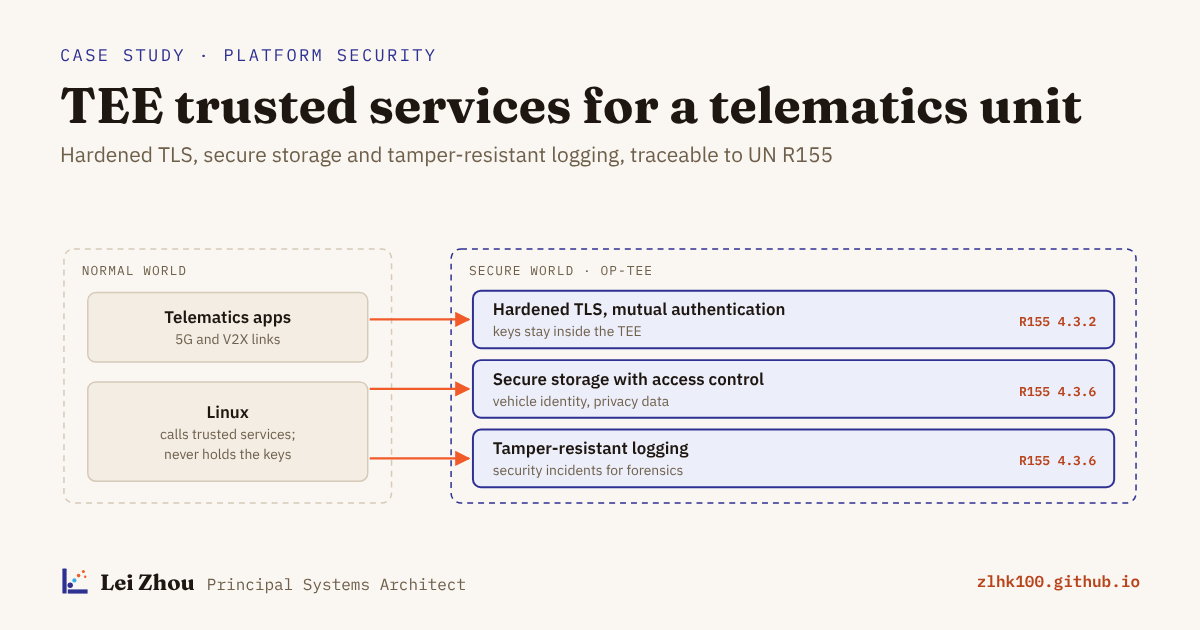 CASE STUDY · PLATFORM SECURITY
TEE trusted services for a telematics unit
Hardened TLS, secure storage and tamper-resistant logging, traceable to UN R155
NORMAL WORLD
Telematics apps
5G and V2X links
Linux
calls trusted services;
never holds the keys
SECURE WORLD · OP-TEE
Hardened TLS, mutual authentication
keys stay inside the TEE
R155 4.3.2
Secure storage with access control
vehicle identity, privacy data
R155 4.3.6
Tamper-resistant logging
security incidents for forensics
R155 4.3.6
Lei Zhou Principal Systems Architect
zlhk100.github.io